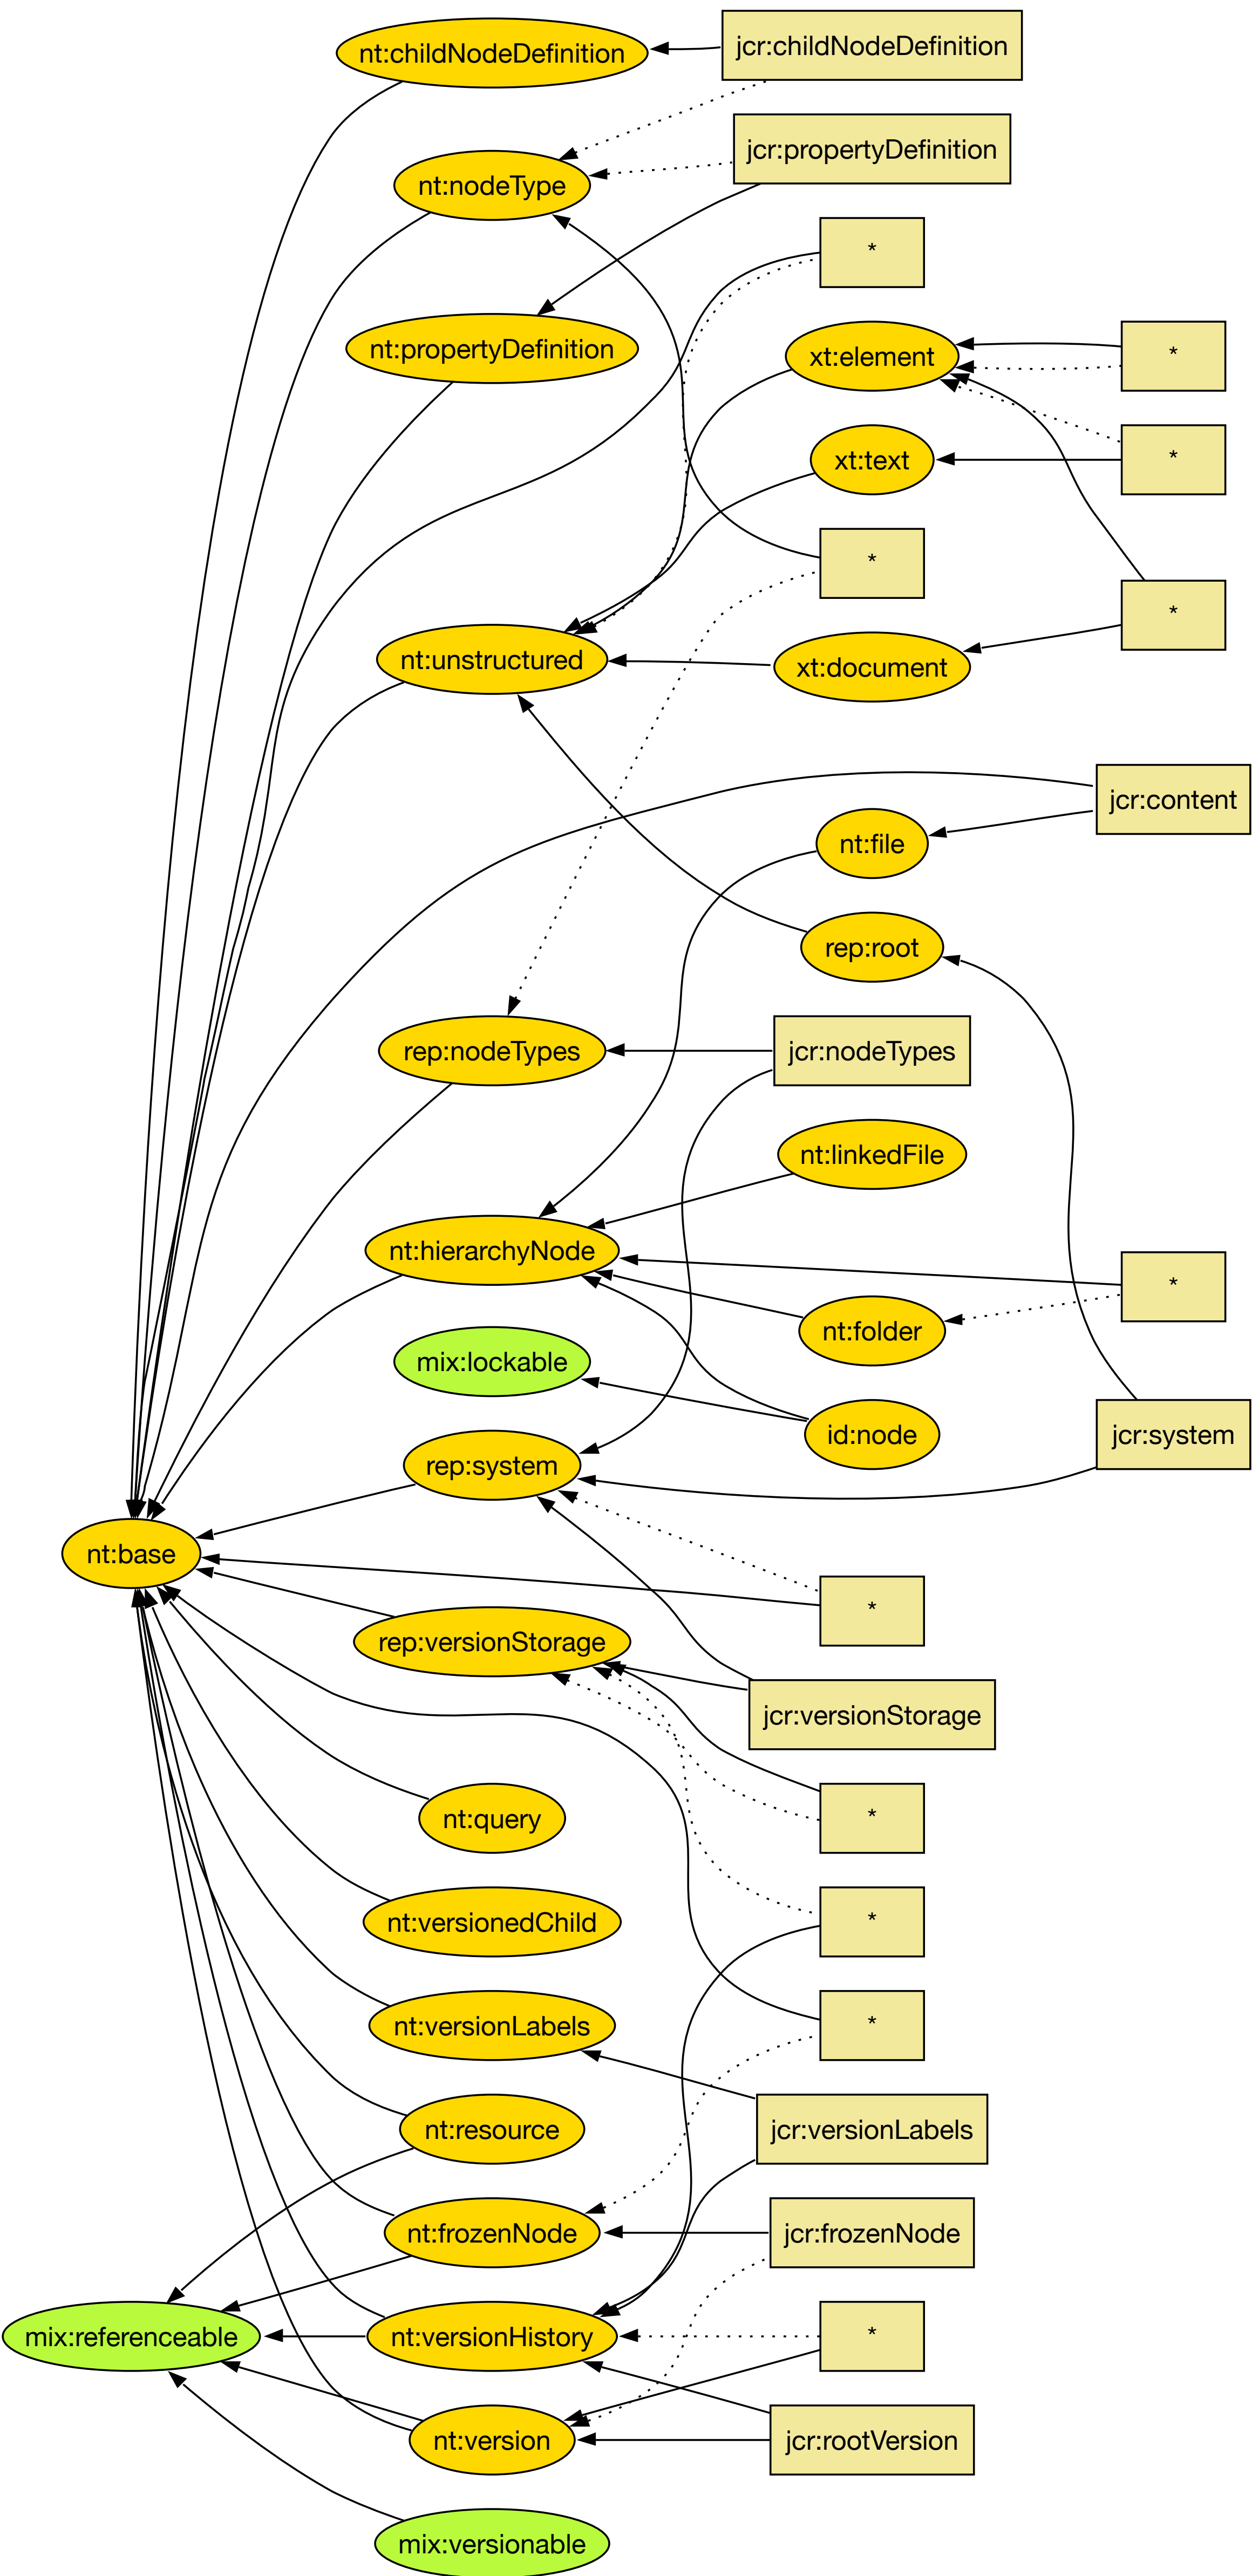 jcr:childNodeDefinition
nt:childNodeDefinition
jcr:propertyDefinition
nt:nodeType
*
nt:propertyDefinition
xt:element
*
xt:text
*
*
*
nt:unstructured
xt:document
jcr:content
nt:file
rep:root
rep:nodeTypes
jcr:nodeTypes
nt:linkedFile
nt:hierarchyNode
*
nt:folder
mix:lockable
id:node
jcr:system
rep:system
nt:base
*
rep:versionStorage
jcr:versionStorage
nt:query
*
nt:versionedChild
*
nt:versionLabels
*
nt:resource
jcr:versionLabels
nt:frozenNode
jcr:frozenNode
mix:referenceable
nt:versionHistory
*
nt:version
jcr:rootVersion
mix:versionable